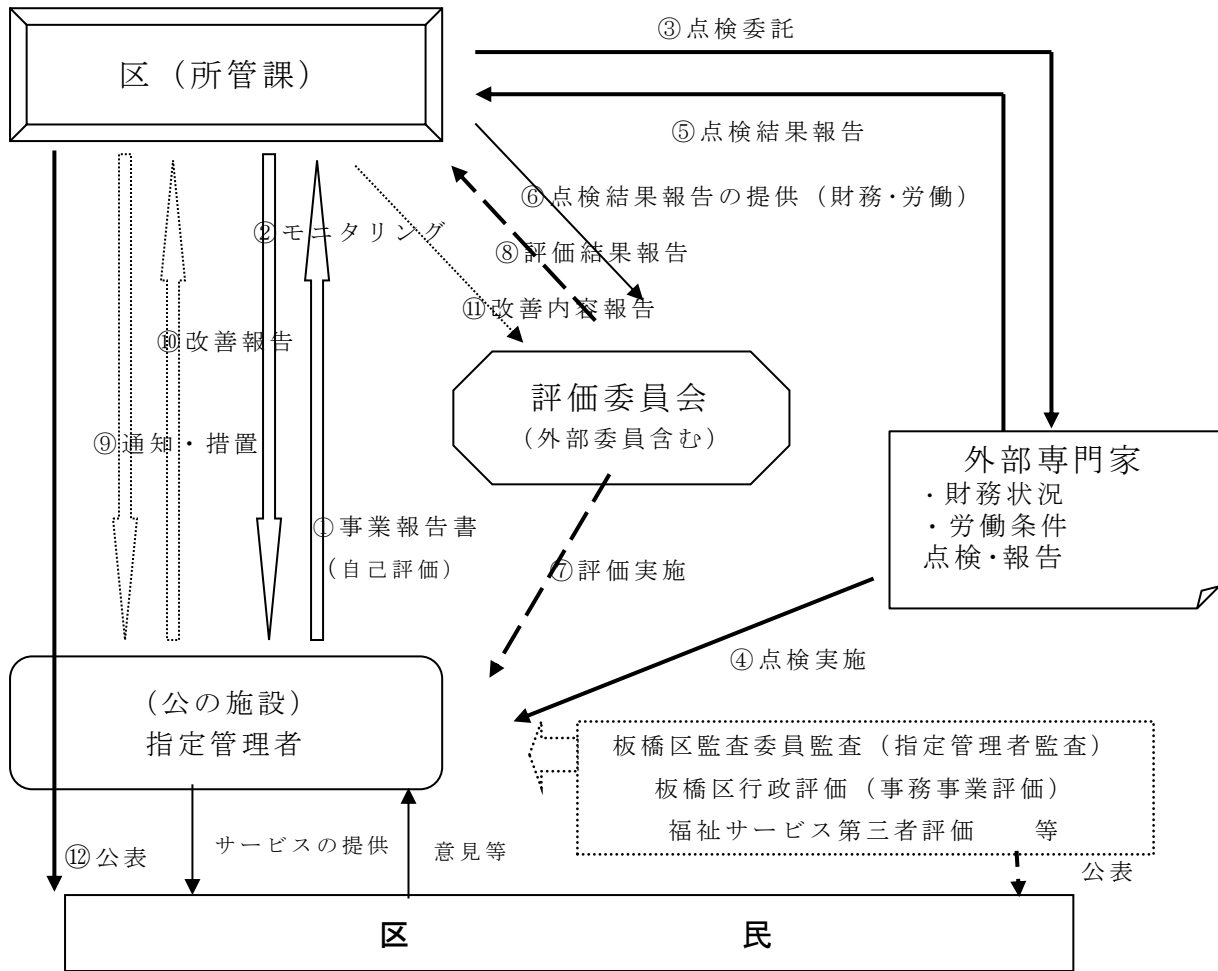 ③点検委託
区（所管課）
⑤点検結果報告
⑥点検結果報告の提供（財務･労働）
②モニタリング
⑧評価結果報告
⑪改善内容報告
⑩改善報告
評価委員会
（外部委員含む）
⑨通知・措置
外部専門家
・財務状況
・労働条件
点検･報告
①事業報告書
（自己評価）
⑦評価実施
④点検実施
（公の施設）
指定管理者
板橋区監査委員監査（指定管理者監査）
板橋区行政評価（事務事業評価）
福祉サービス第三者評価　等
⑫公表
サービスの提供
意見等
公表
区　民